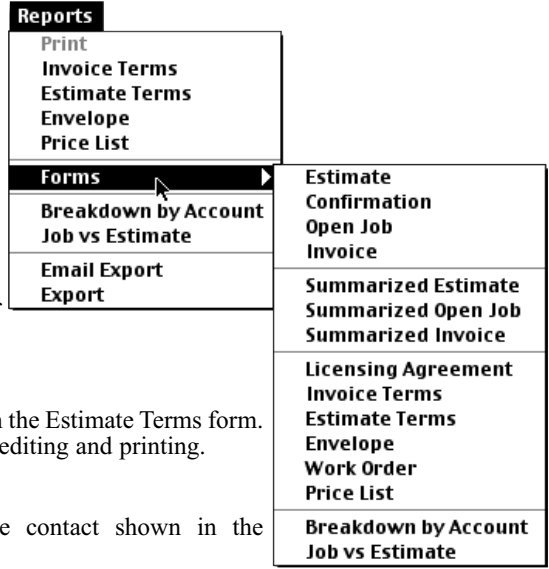 Reports
Print
Invoice Terms
Estimate Terms
Envelope
Price List
Forms
Breakdown by Account
Job vs Estimate
Email Export
Export
Estimate
Confirmation
Open Job
Invoice
Summarized Estimate
Summarized Open Job
Summarized Invoice
Licensing Agreement
Invoice Terms
Estimate Terms
Envelope
Work Order
Price List
Breakdown by Account
Job vs Estimate
the Estimate Terms form.
editing and printing.
contact shown in the